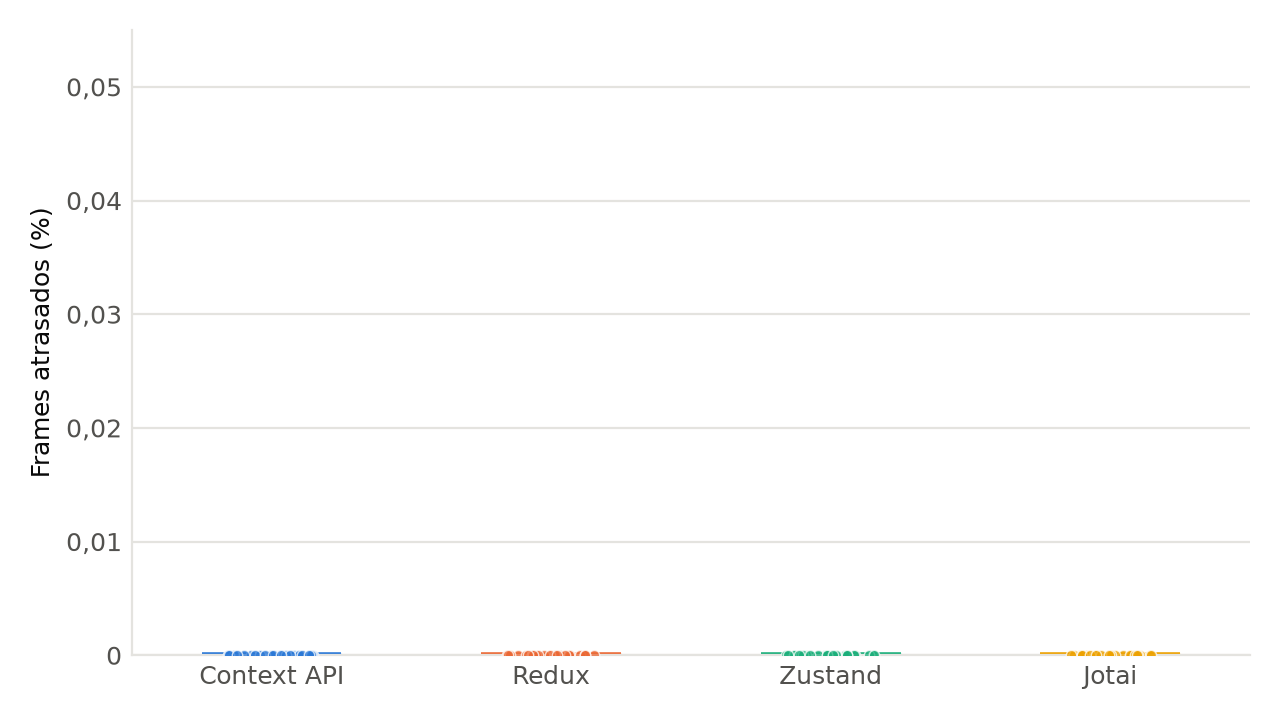 Frames atrasados (%)
0,05
0,04
0,03
0,02
0,01
0
Context API
Redux
Zustand
Jotai